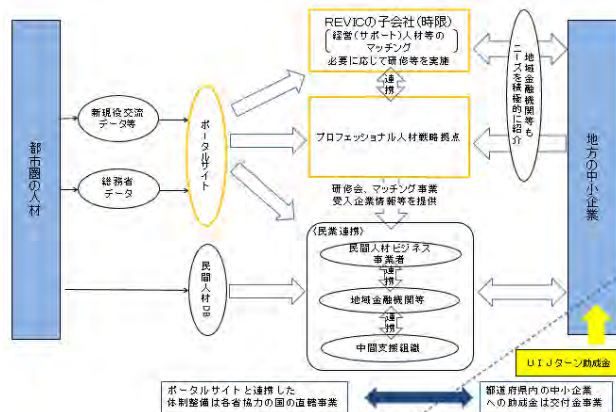 都市圏の人材
新現役交流
データ等
総務省
データ
民間人材DB
ポータルサイト
REVICの子会社(時限)
経営(サポート)人材等の
マッチング
必要に応じて研修等を実施
連携
プロフェッショナル人材戦略拠点
研修会、マッチング事業
受入企業情報等を提供
(民業連携)
民間人材ビジネス
事業者
連携
地域金融機関等
連携
中間支援組織
地域金融機関等も
ニーズを積極的に紹介
地方の中小企業
UIJターン助成金
ポータルサイトと連携した
体制整備は各省協力の国の直轄事業
都道府県内の中小企業
への助成金は交付金事業